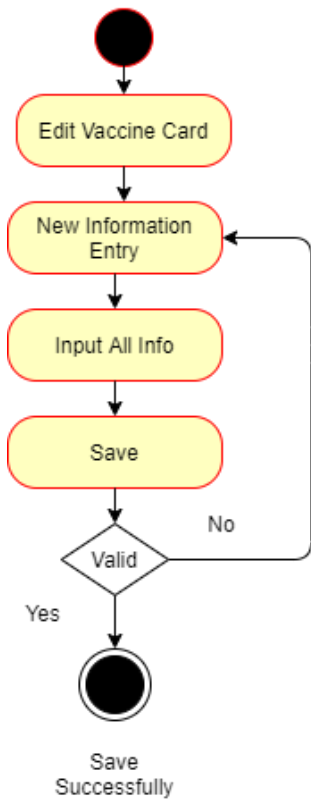 Edit Vaccine Card
New Information
Entry
Input All Info
Save
No
Valid
Yes
Save
Successfully